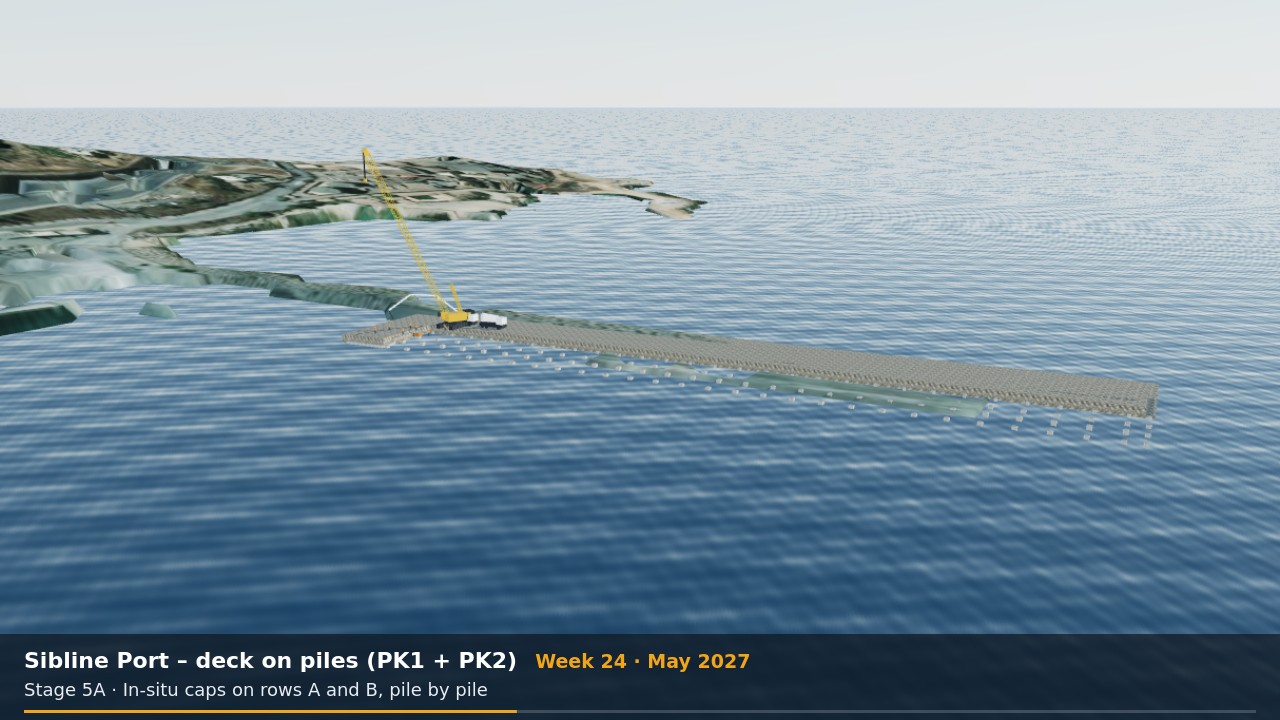 Sibline Port – deck on piles (PK1 + PK2) Week 24 · May 2027
Stage 5A · In-situ caps on rows A and B, pile by pile